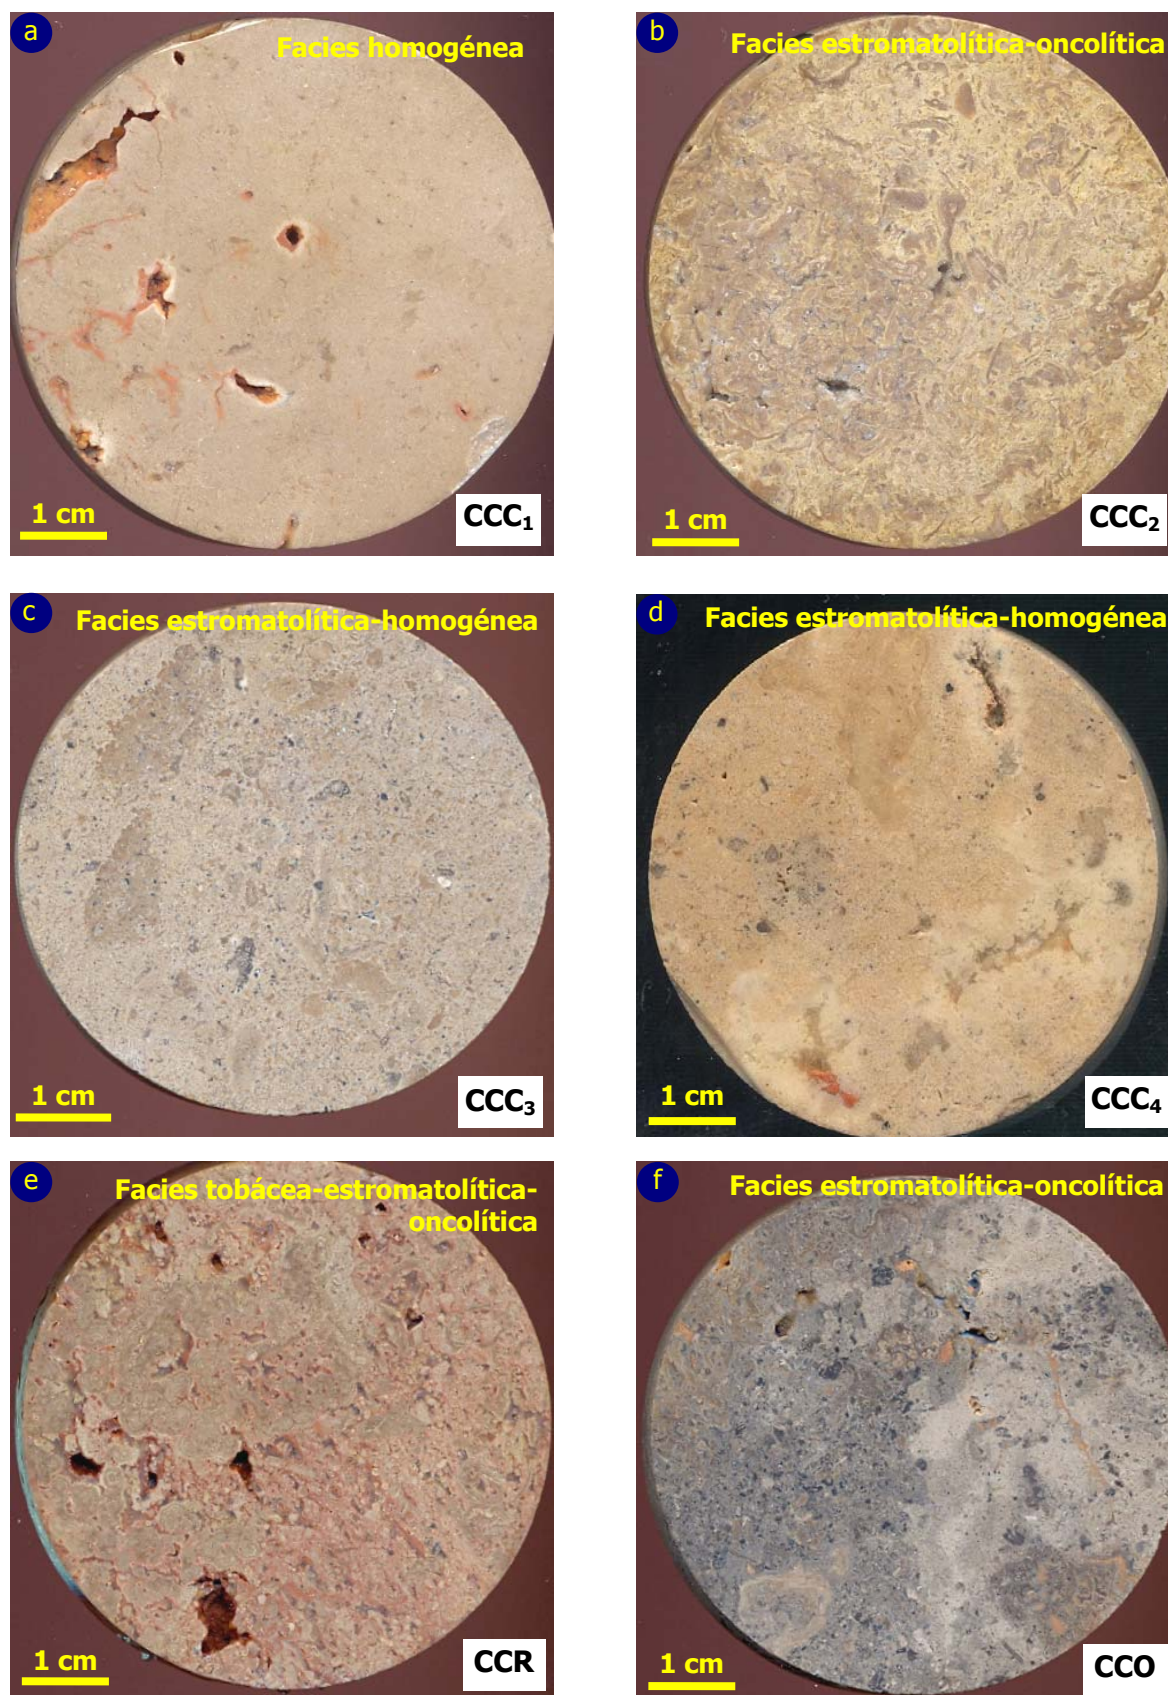 a
Facies homogénea
1 cm
CCC₁
b
Facies estromatolítica-oncolítica
1 cm
CCC₂
c
Facies estromatolítica-homogénea
1 cm
CCC₃
d
Facies estromatolítica-homogénea
1 cm
CCC₄
e
Facies tobácea-estromatolítica-
oncolítica
1 cm
CCR
f
Facies estromatolítica-oncolítica
1 cm
CCO